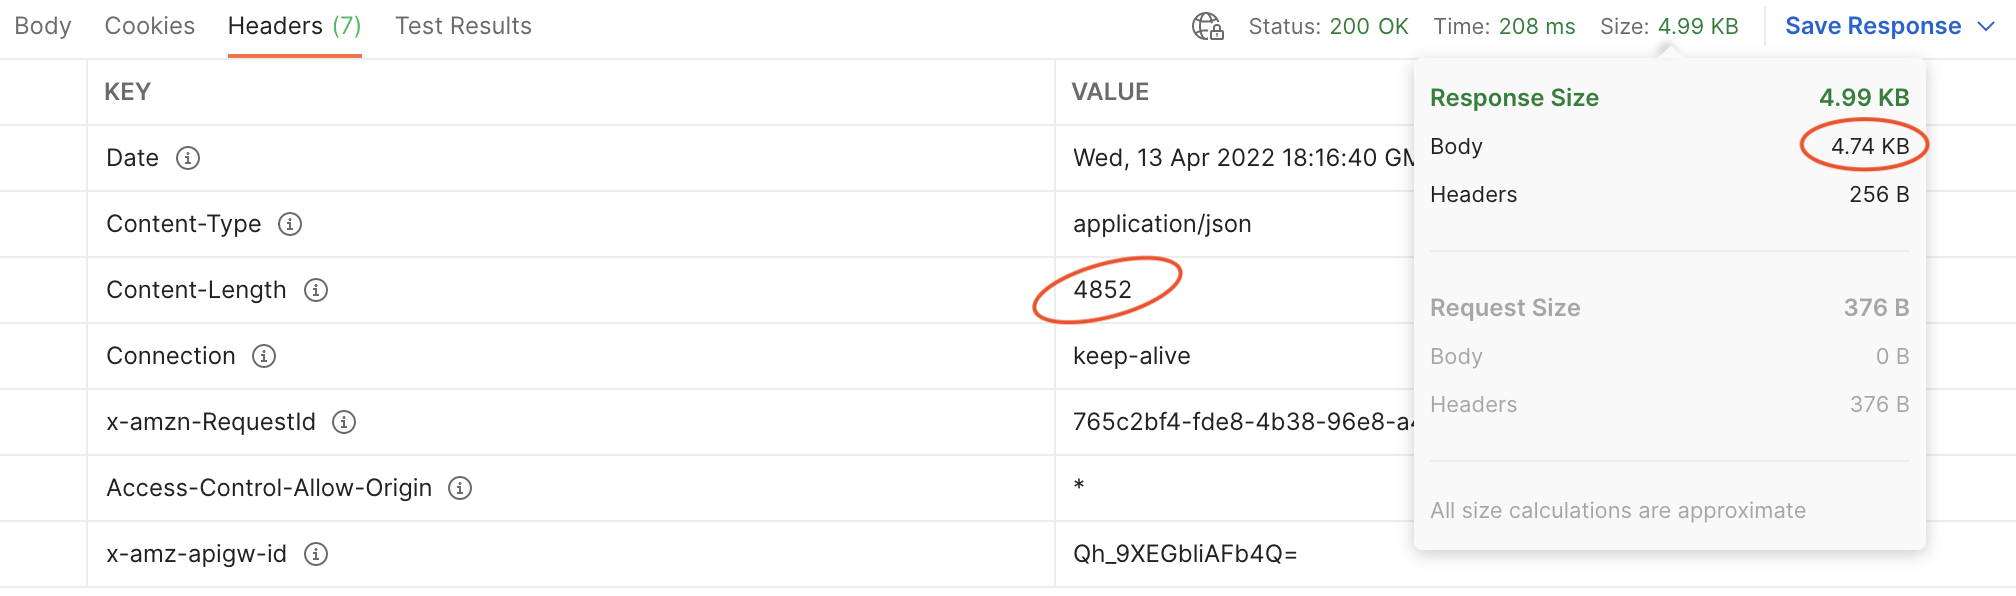 Body Cookies Headers (7) Test Results Status: 200 OK Time: 208 ms Size: 4.99 KB Save Response
KEY VALUE
Response Size 4.99 KB
Body 4.74 KB
Headers 256 B
Request Size 376 B
Body 0 B
Headers 376 B
All size calculations are approximate
Date Wed, 13 Apr 2022 18:16:40
Content-Type application/json
Content-Length 4852
Connection keep-alive
x-amzn-RequestId 765c2bf4-fde8-4b38-96e8-a
Access-Control-Allow-Origin *
x-amz-apigw-id Qh_9XEGbliAFb4Q=